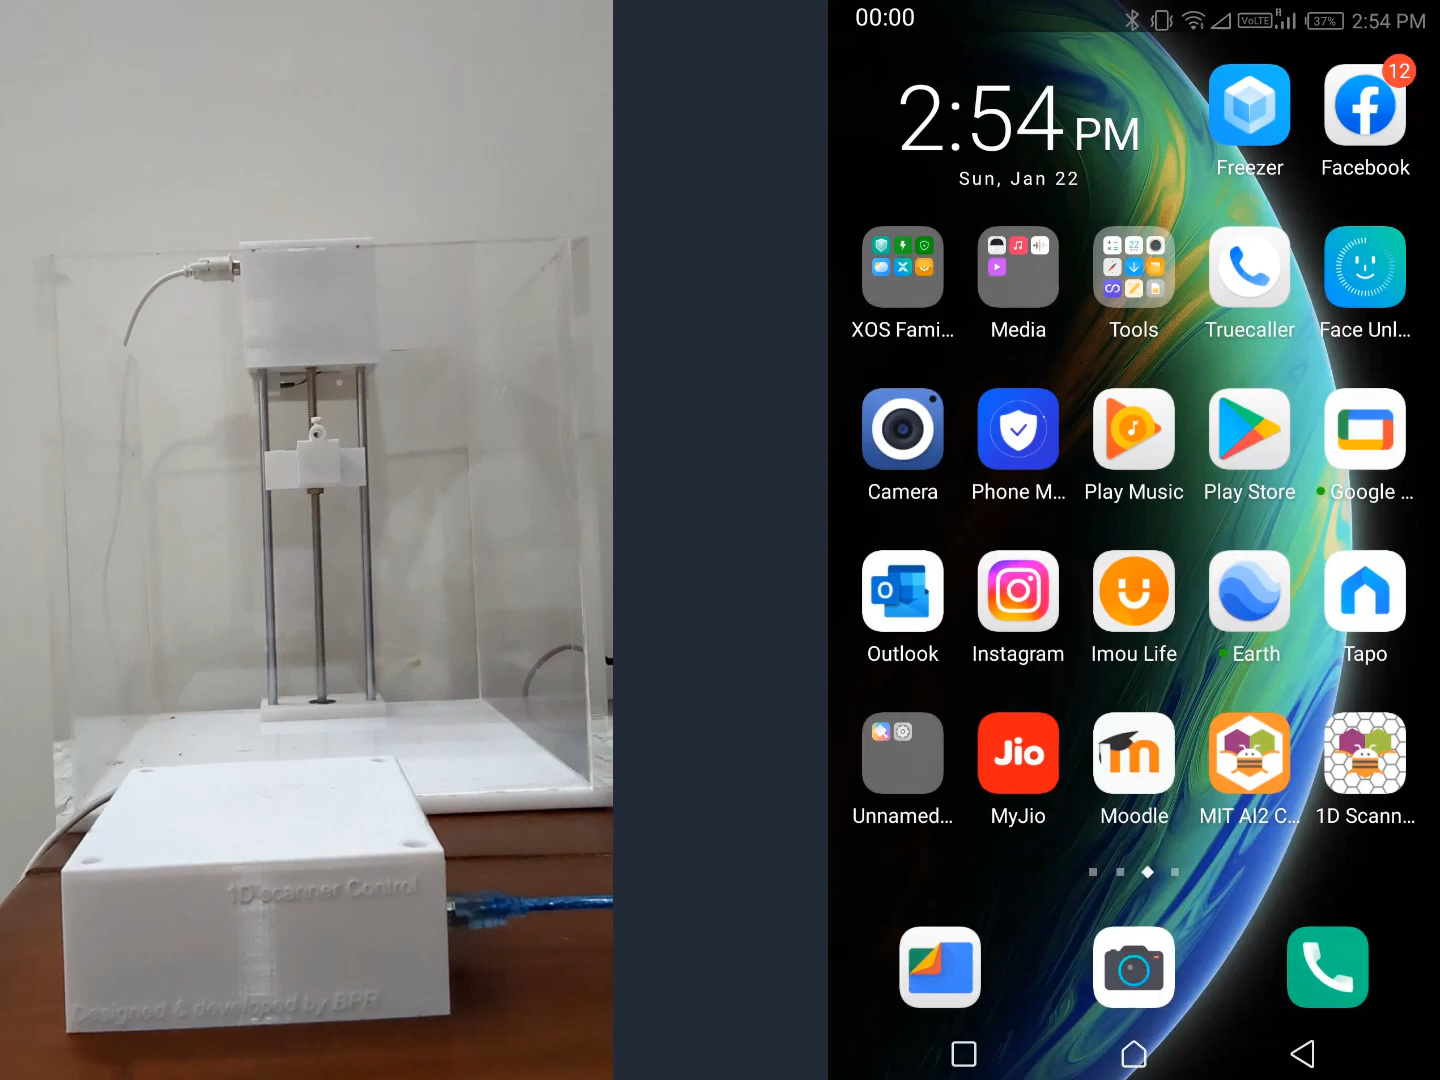 1D scanner Control
Designed & developed by BPR
00:00
VoLTE
R
37%
2:54 PM
2:54 PM
Sun, Jan 22
12
Freezer
Facebook
22
XOS Fami...
Media
Tools
Truecaller
Face Unl...
Camera
Phone M...
Play Music
Play Store
Google ...
O
Outlook
Instagram
Imou Life
Earth
Tapo
Jio
m
Unnamed...
MyJio
Moodle
MIT AI2 C...
1D Scann...